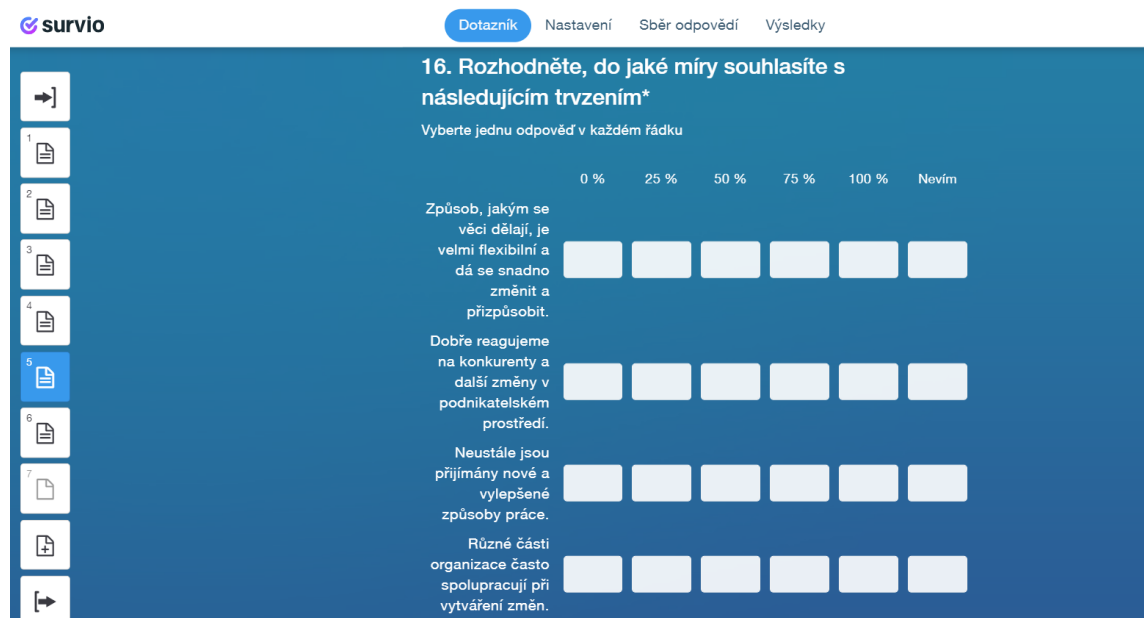 survio
Dotazník Nastavení Sběr odpovědí Výsledky
16. Rozhodněte, do jaké míry souhlasíte s
následujícím trvzením*
Vyberte jednu odpověď v každém řádku
0 % 25 % 50 % 75 % 100 % Nevím
Způsob, jakým se
věci dělají, je
velmi flexibilní a
dá se snadno
změnit a
přizpůsobit.
Dobře reagujeme
na konkurenty a
další změny v
podnikatelském
prostředí.
Neustále jsou
přijímány nové a
vylepšené
způsoby práce.
Různé části
organizace často
spolupracují při
vytváření změn.
1
2
3
4
5
6
7